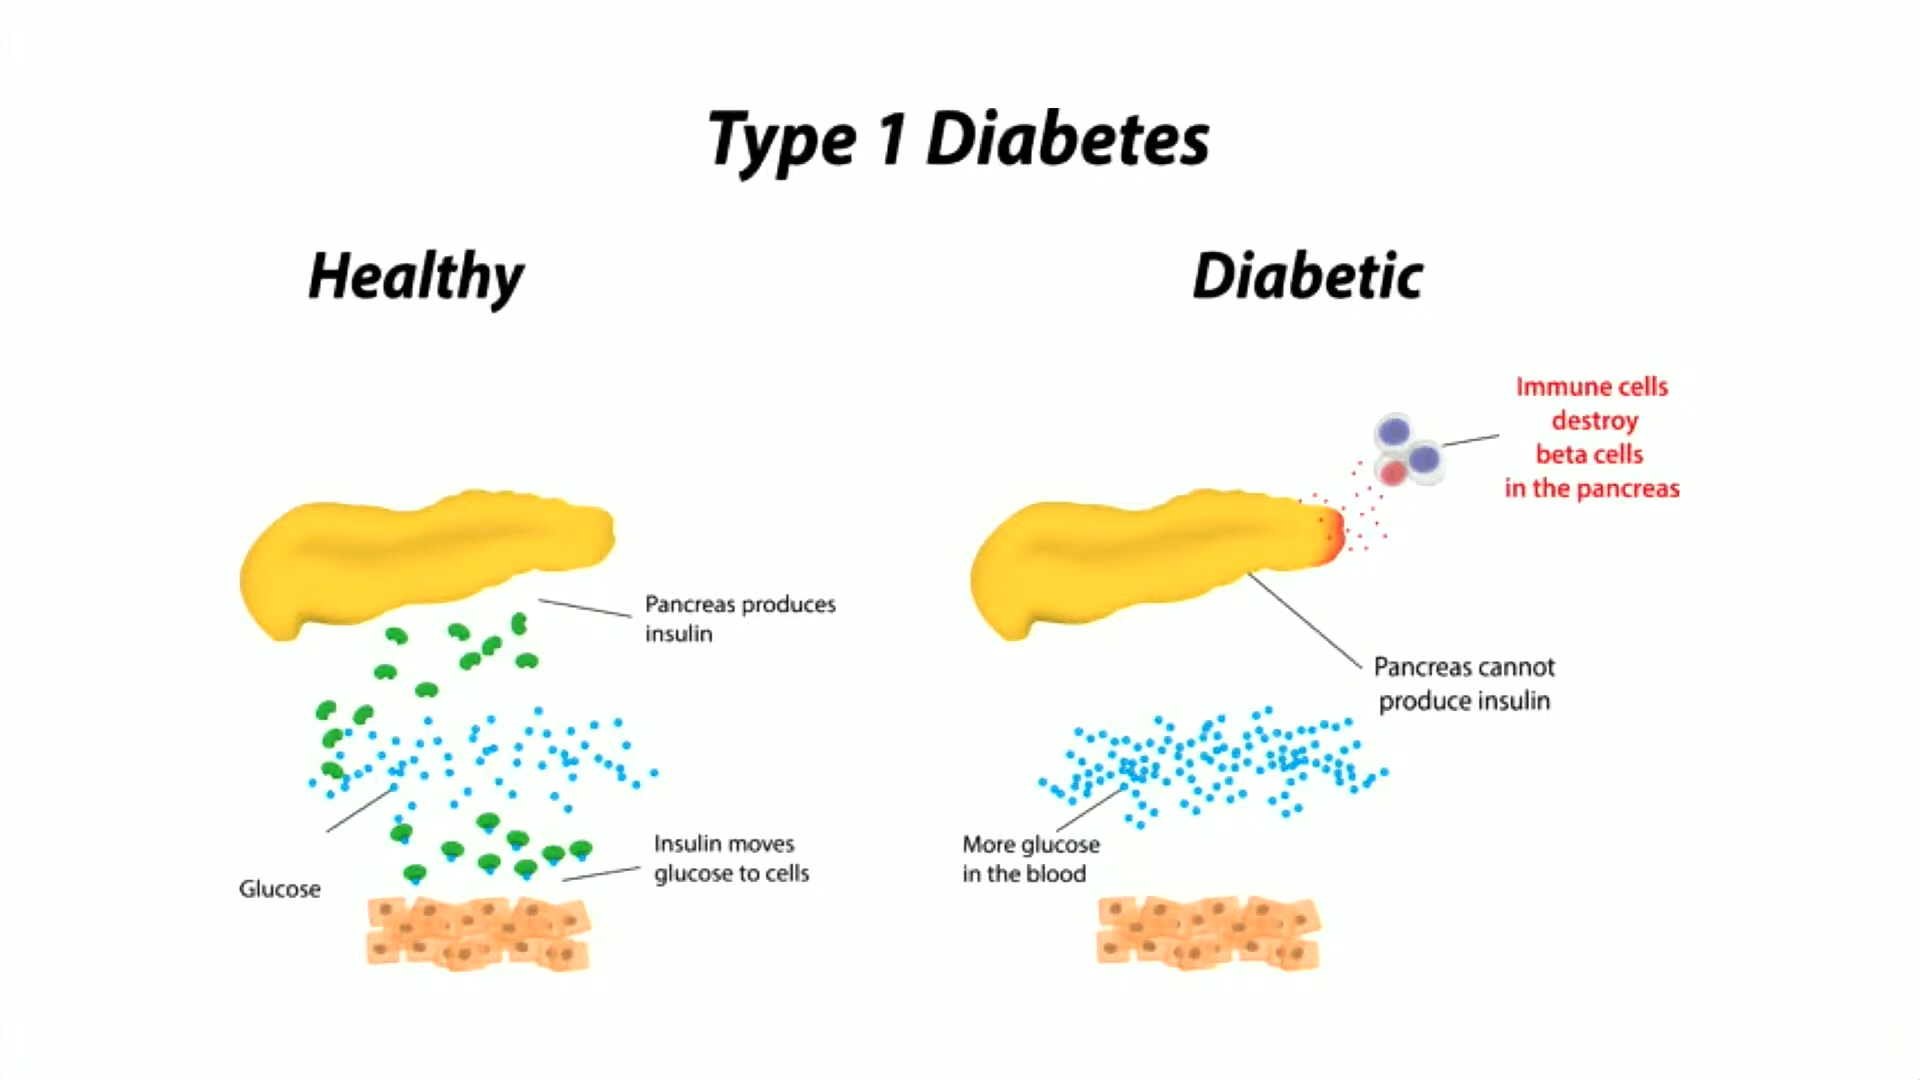 Type 1 Diabetes
Healthy
Diabetic
Immune cells
destroy
beta cells
in the pancreas
Pancreas produces
insulin
Pancreas cannot
produce insulin
Glucose
Insulin moves
glucose to cells
More glucose
in the blood